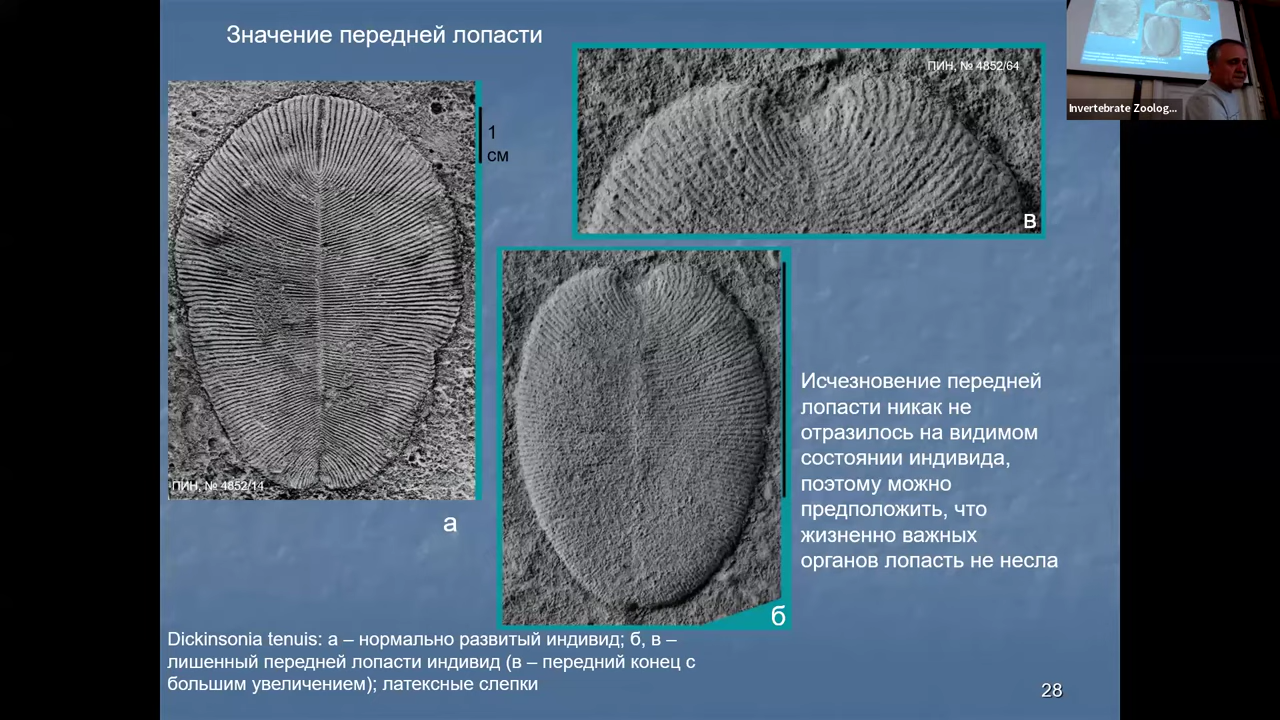 Значение передней лопасти
ПИН, № 4852/64
1
см
в
ПИН, № 4852/14
а
б
Исчезновение передней
лопасти никак не
отразилось на видимом
состоянии индивида,
поэтому можно
предположить, что
жизненно важных
органов лопасть не несла
Dickinsonia tenuis: а – нормально развитый индивид; б, в –
лишенный передней лопасти индивид (в – передний конец с
большим увеличением); латексные слепки
28
Invertebrate Zoolog...